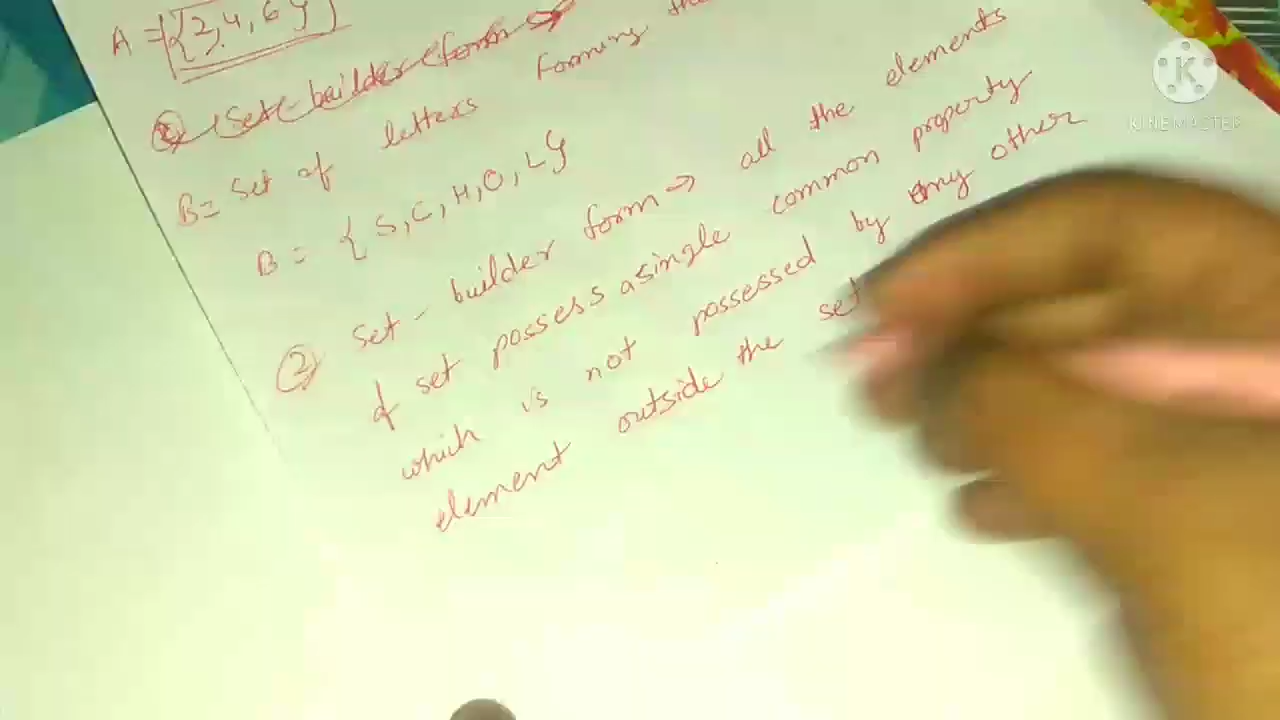 A = {2, 4, 6}
Set-builder form →
B = Set of letters forming the
B = { S, C, H, O, L }
② Set - builder form → all the elements
of set possess a single common property
which is not possessed by any other
element outside the set
K
KINEMASTER